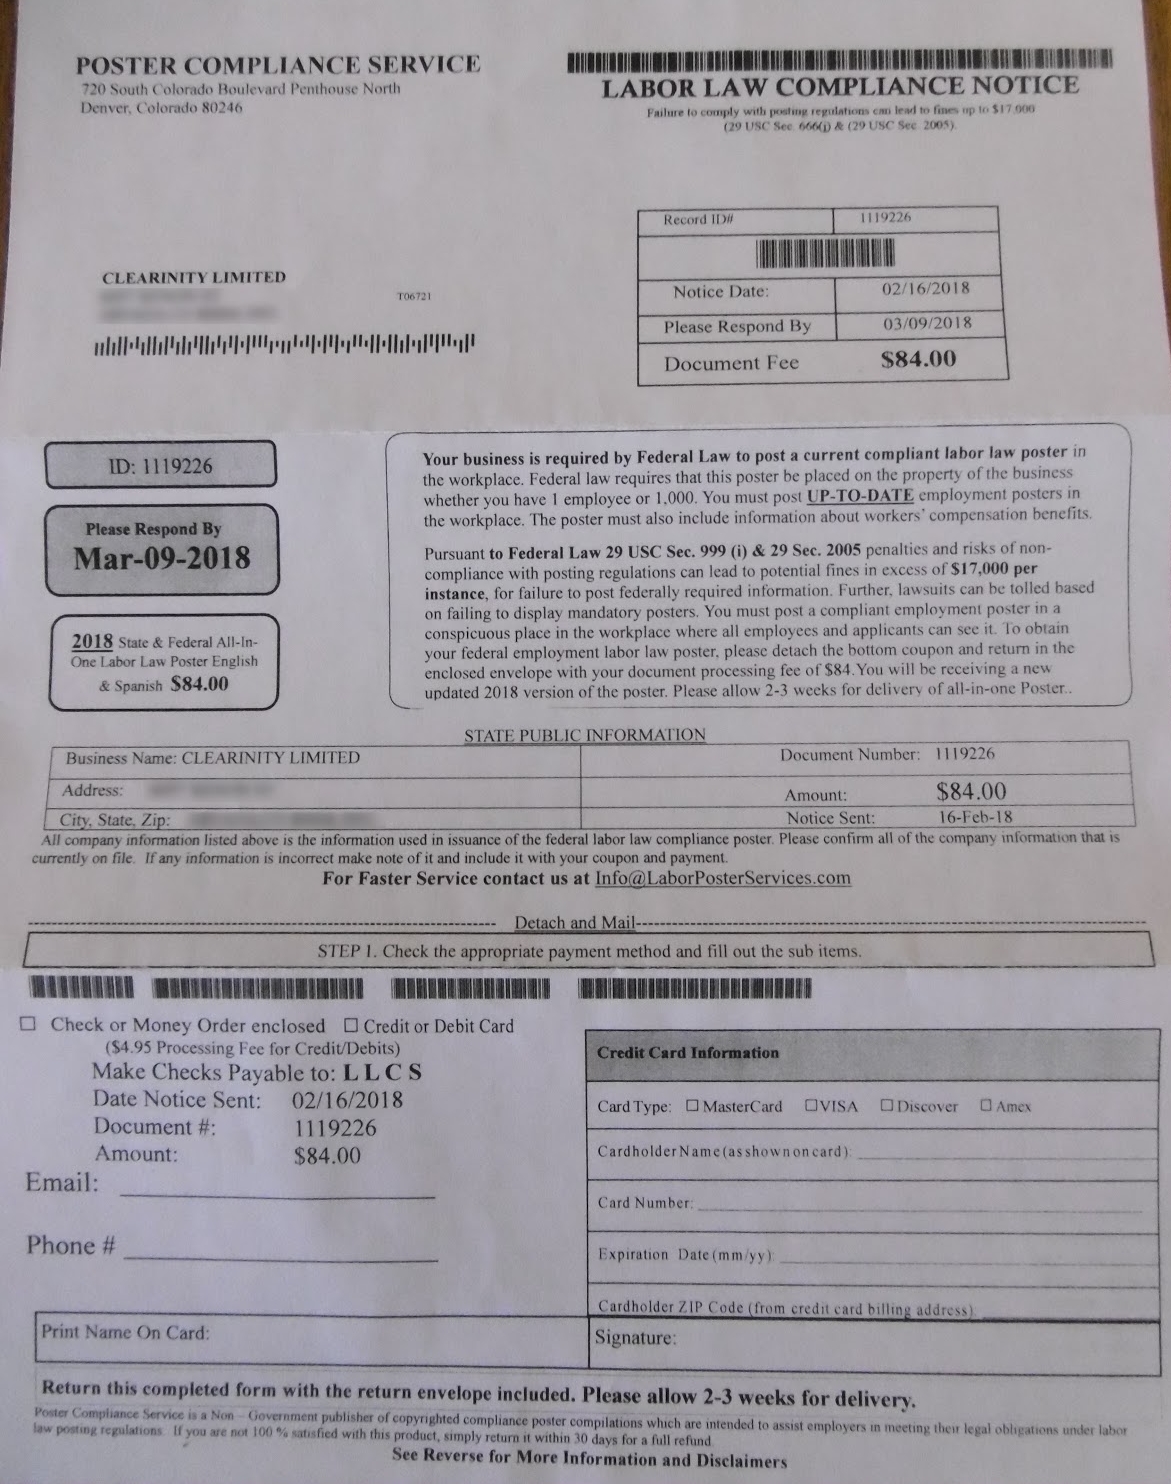 POSTER COMPLIANCE SERVICE
720 South Colorado Boulevard Penthouse North
Denver, Colorado 80246
LABOR LAW COMPLIANCE NOTICE
Failure to comply with posting regulations can lead to fines up to $17,000
(29 USC Sec. 666(j) & (29 USC Sec. 2005).
Record ID# 1119226
Notice Date: 02/16/2018
Please Respond By 03/09/2018
Document Fee $84.00
CLEARINITY LIMITED
T06721
ID: 1119226
Please Respond By
Mar-09-2018
2018 State & Federal All-In-
One Labor Law Poster English
& Spanish $84.00
Your business is required by Federal Law to post a current compliant labor law poster in
the workplace. Federal law requires that this poster be placed on the property of the business
whether you have 1 employee or 1,000. You must post UP-TO-DATE employment posters in
the workplace. The poster must also include information about workers' compensation benefits.
Pursuant to Federal Law 29 USC Sec. 999 (i) & 29 Sec. 2005 penalties and risks of non-
compliance with posting regulations can lead to potential fines in excess of $17,000 per
instance, for failure to post federally required information. Further, lawsuits can be tolled based
on failing to display mandatory posters. You must post a compliant employment poster in a
conspicuous place in the workplace where all employees and applicants can see it. To obtain
your federal employment labor law poster, please detach the bottom coupon and return in the
enclosed envelope with your document processing fee of $84.You will be receiving a new
updated 2018 version of the poster. Please allow 2-3 weeks for delivery of all-in-one Poster..
STATE PUBLIC INFORMATION
Business Name: CLEARINITY LIMITED
Document Number: 1119226
Address:
Amount: $84.00
City, State, Zip:
Notice Sent: 16-Feb-18
All company information listed above is the information used in issuance of the federal labor law compliance poster. Please confirm all of the company information that is
currently on file. If any information is incorrect make note of it and include it with your coupon and payment.
For Faster Service contact us at Info@LaborPosterServices.com
Detach and Mail
STEP 1. Check the appropriate payment method and fill out the sub items.
☐ Check or Money Order enclosed ☐ Credit or Debit Card
($4.95 Processing Fee for Credit/Debits)
Make Checks Payable to: L L C S
Date Notice Sent: 02/16/2018
Document #: 1119226
Amount: $84.00
Email:
Phone #
Credit Card Information
Card Type: ☐ MasterCard ☐ VISA ☐ Discover ☐ Amex
Cardholder Name (as shown on card):
Card Number:
Expiration Date (mm/yy):
Cardholder ZIP Code (from credit card billing address):
Print Name On Card:
Signature:
Return this completed form with the return envelope included. Please allow 2-3 weeks for delivery.
Poster Compliance Service is a Non - Government publisher of copyrighted compliance poster compilations which are intended to assist employers in meeting their legal obligations under labor
law posting regulations. If you are not 100 % satisfied with this product, simply return it within 30 days for a full refund
See Reverse for More Information and Disclaimers